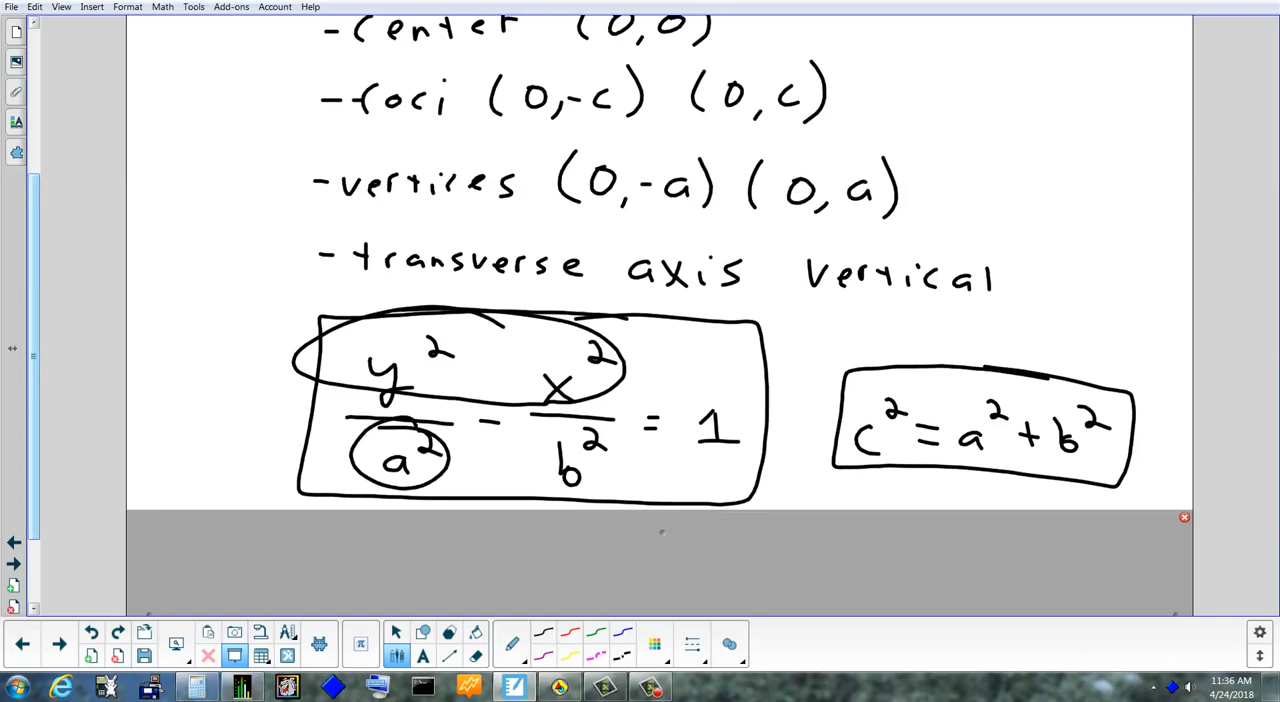 File Edit View Insert Format Math Tools Add-ons Account Help
-center (0,0)
-foci (0,-c) (0,c)
-vertices (0,-a) (0,a)
-transverse axis vertical
y²/a² - x²/b² = 1
c² = a² + b²
11:36 AM
4/24/2018